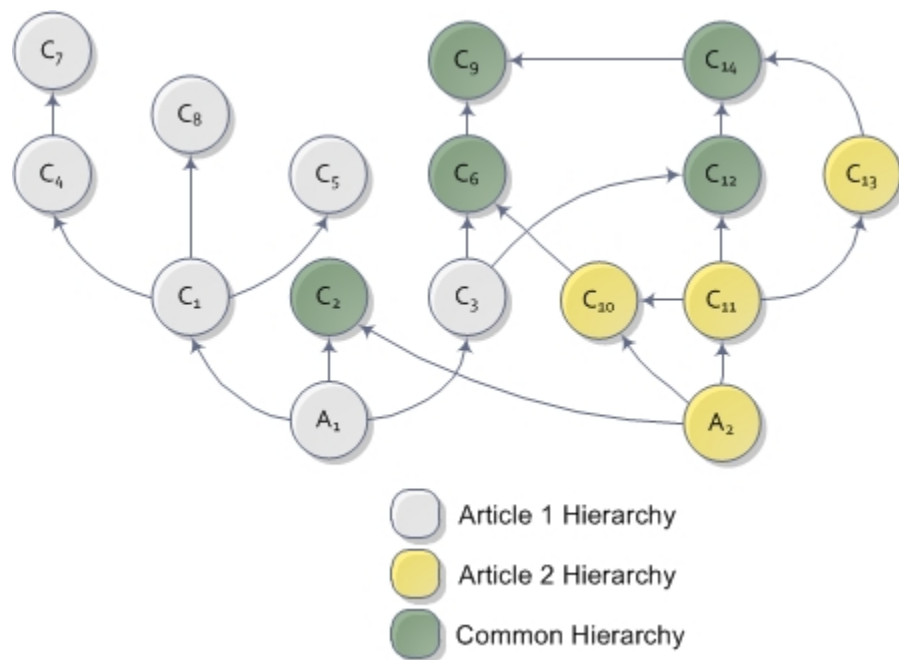 C₇
C₈
C₉
C₁₄
C₄
C₅
C₆
C₁₂
C₁₃
C₁
C₂
C₃
C₁₀
C₁₁
A₁
A₂
Article 1 Hierarchy
Article 2 Hierarchy
Common Hierarchy